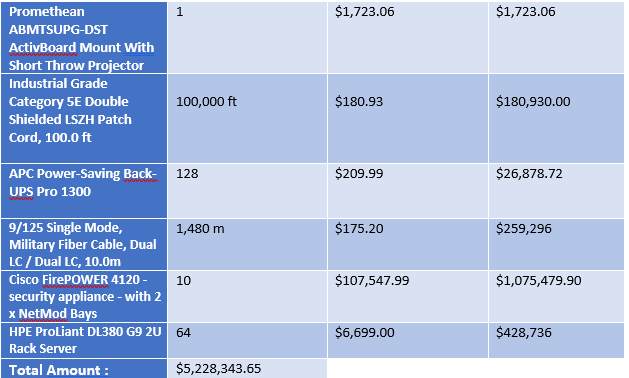 Promethean 1 $1,723.06 $1,723.06
ABMTSUPG-DST
ActivBoard Mount With
Short Throw Projector
Industrial Grade
Category 5E Double 100,000 ft $180.93 $180,930.00
Shielded LSZH Patch
Cord, 100.0 ft
APC Power-Saving Back- 128 $209.99 $26,878.72
UPS Pro 1300
9/125 Single Mode, 1,480 m $175.20 $259,296
Military Fiber Cable, Dual
LC / Dual LC, 10.0m
Cisco FirePOWER 4120 - 10 $107,547.99 $1,075,479.90
security appliance - with 2
x NetMod Bays
HPE ProLiant DL380 G9 2U 64 $6,699.00 $428,736
Rack Server
Total Amount : $5,228,343.65